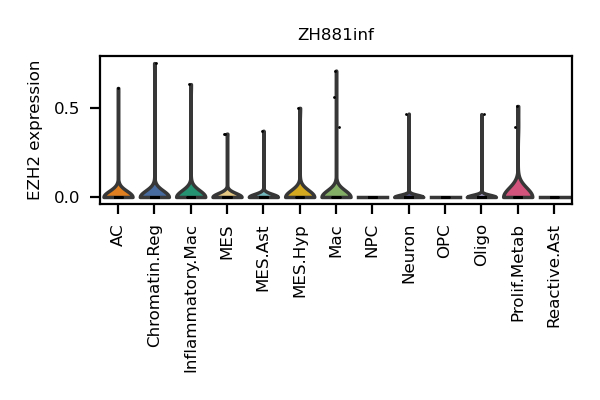 ZH881inf
EZH2 expression
0.5
0.0
AC
Chromatin.Reg
Inflammatory.Mac
MES
MES.Ast
MES.Hyp
Mac
NPC
Neuron
OPC
Oligo
Prolif.Metab
Reactive.Ast